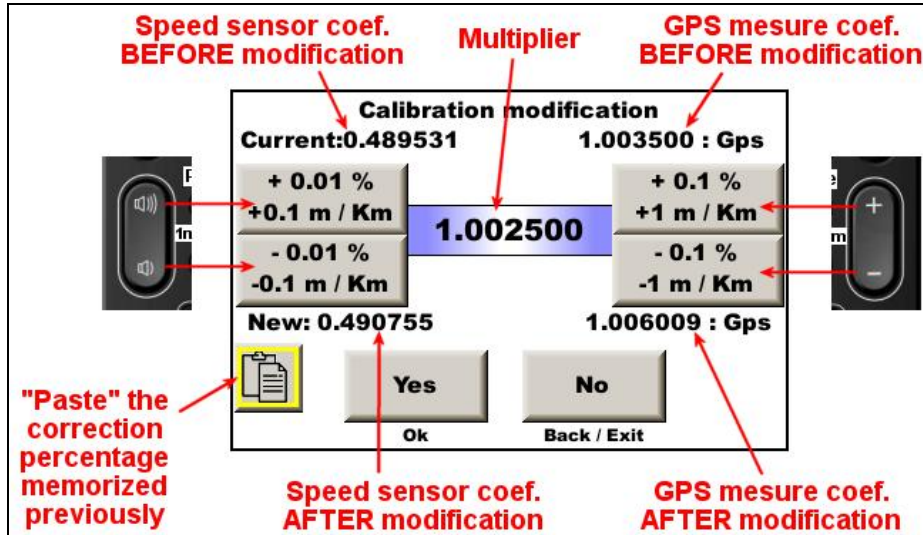 Speed sensor coef.
BEFORE modification
Multiplier
GPS mesure coef.
BEFORE modification
Calibration modification
Current:0.489531
1.003500 : Gps
+ 0.01 %
+0.1 m / Km
+ 0.1 %
+1 m / Km
1.002500
- 0.01 %
-0.1 m / Km
- 0.1 %
-1 m / Km
New: 0.490755
1.006009 : Gps
Yes
No
Ok
Back / Exit
"Paste" the
correction
percentage
memorized
previously
Speed sensor coef.
AFTER modification
GPS mesure coef.
AFTER modification